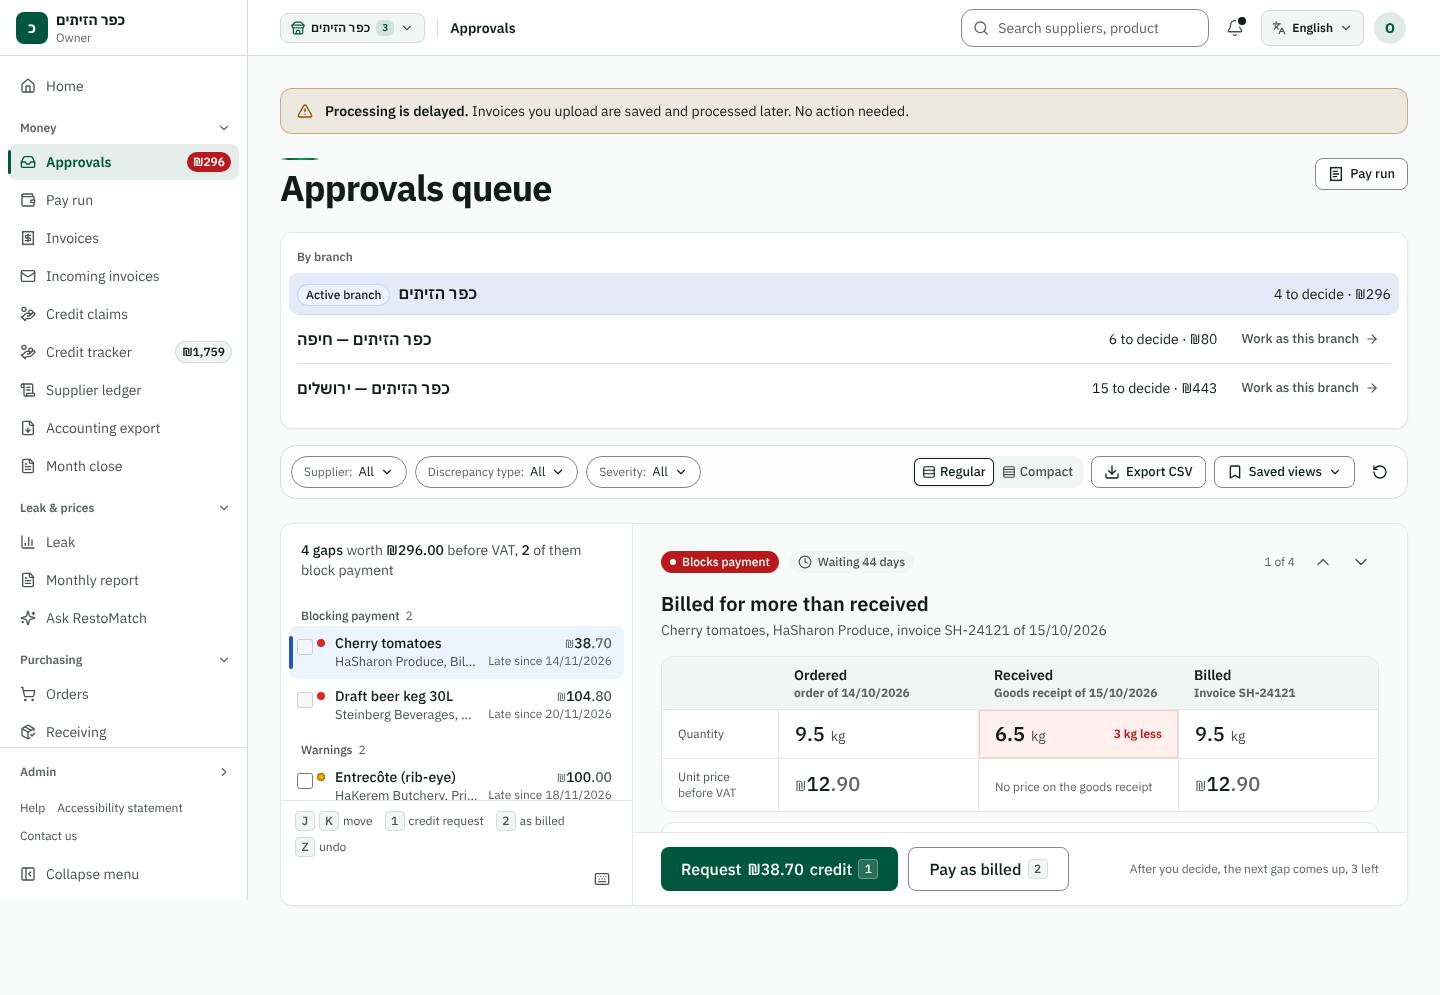 כ
כפר הזיתים
Owner
כפר הזיתים 3
Approvals
Search suppliers, product
English
O
Home
Money
Approvals ₪296
Pay run
Invoices
Incoming invoices
Credit claims
Credit tracker ₪1,759
Supplier ledger
Accounting export
Month close
Leak & prices
Leak
Monthly report
Ask RestoMatch
Purchasing
Orders
Receiving
Admin
Help Accessibility statement
Contact us
Collapse menu
Processing is delayed. Invoices you upload are saved and processed later. No action needed.
Approvals queue
Pay run
By branch
Active branch כפר הזיתים 4 to decide · ₪296
כפר הזיתים — חיפה 6 to decide · ₪80 Work as this branch
כפר הזיתים — ירושלים 15 to decide · ₪443 Work as this branch
Supplier: All Discrepancy type: All Severity: All Regular Compact Export CSV Saved views
4 gaps worth ₪296.00 before VAT, 2 of them
block payment
Blocking payment 2
Cherry tomatoes ₪38.70
HaSharon Produce, Bil... Late since 14/11/2026
Draft beer keg 30L ₪104.80
Steinberg Beverages, ... Late since 20/11/2026
Warnings 2
Entrecôte (rib-eye) ₪100.00
HaKerem Butchery, Pri... Late since 18/11/2026
J K move 1 credit request 2 as billed
Z undo
Blocks payment Waiting 44 days 1 of 4
Billed for more than received
Cherry tomatoes, HaSharon Produce, invoice SH-24121 of 15/10/2026
Ordered Received Billed
order of 14/10/2026 Goods receipt of 15/10/2026 Invoice SH-24121
Quantity 9.5 kg 6.5 kg 3 kg less 9.5 kg
Unit price
before VAT ₪12.90 No price on the goods receipt ₪12.90
Request ₪38.70 credit 1 Pay as billed 2 After you decide, the next gap comes up, 3 left